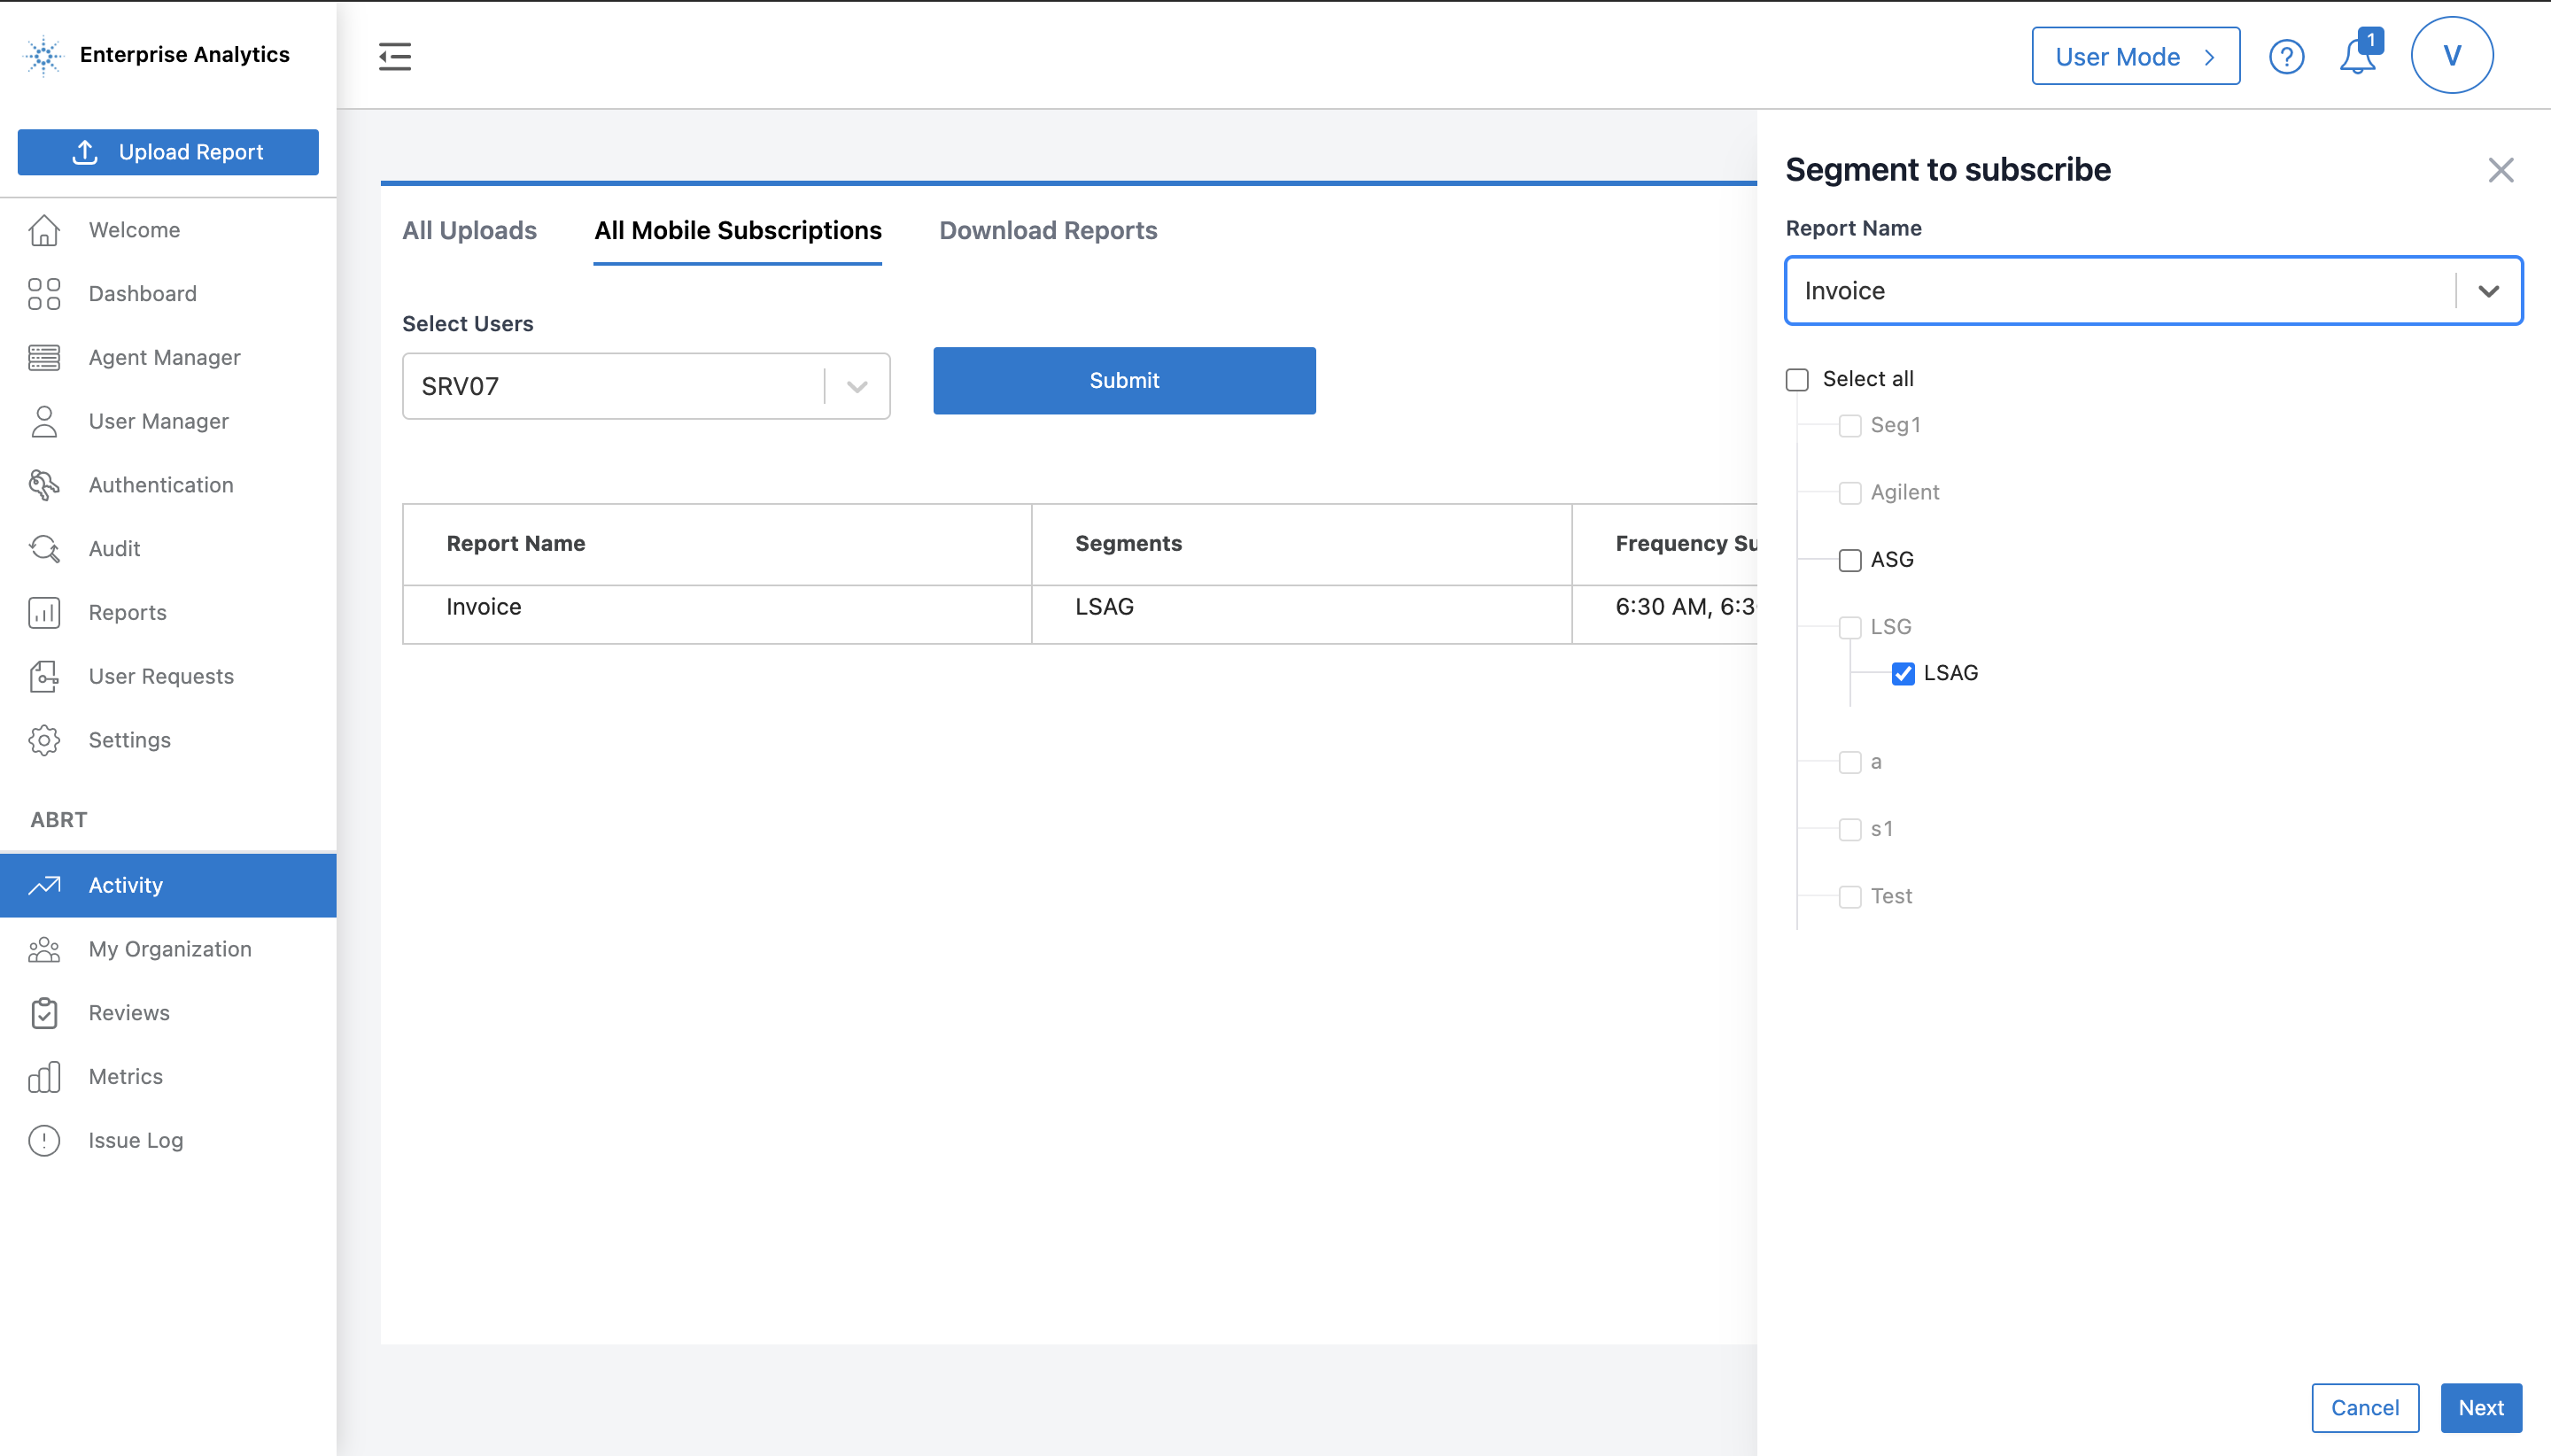 Enterprise Analytics
Upload Report
Welcome
Dashboard
Agent Manager
User Manager
Authentication
Audit
Reports
User Requests
Settings
ABRT
Activity
My Organization
Reviews
Metrics
Issue Log
User Mode
1
V
All Uploads
All Mobile Subscriptions
Download Reports
Select Users
SRV07
Submit
Report Name
Segments
Frequency Su
Invoice
LSAG
6:30 AM, 6:3
Segment to subscribe
Report Name
Invoice
Select all
Seg1
Agilent
ASG
LSG
LSAG
a
s1
Test
Cancel
Next